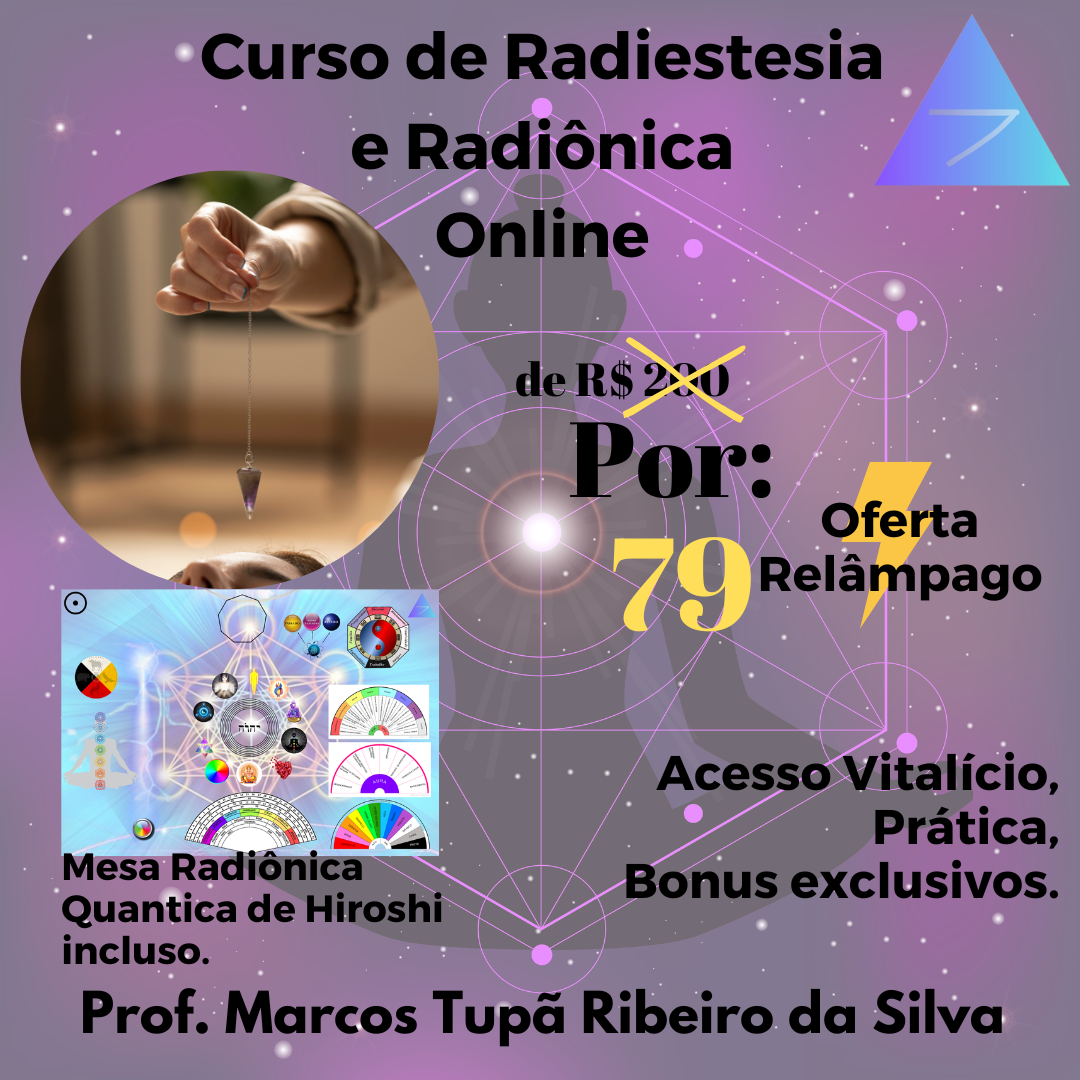 Curso de Radiestesia
e Radiônica
Online
de R$ 200
Por:
79
Oferta
Relâmpago
Acesso Vitalício,
Prática,
Bonus exclusivos.
AURA
Mesa Radiônica
Quantica de Hiroshi
incluso.
Prof. Marcos Tupã Ribeiro da Silva